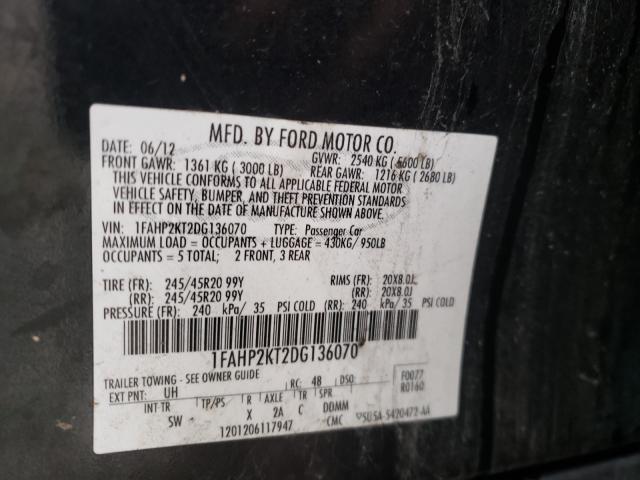 MFD. BY FORD MOTOR CO.
DATE: 06/12 GVWR: 2540 KG ( 5600 LB)
FRONT GAWR: 1361 KG ( 3000 LB) REAR GAWR: 1216 KG ( 2680 LB)
THIS VEHICLE CONFORMS TO ALL APPLICABLE FEDERAL MOTOR
VEHICLE SAFETY, BUMPER, AND THEFT PREVENTION STANDARDS
IN EFFECT ON THE DATE OF MANUFACTURE SHOWN ABOVE.
VIN: 1FAHP2KT2DG136070 TYPE: Passenger Car
MAXIMUM LOAD = OCCUPANTS + LUGGAGE = 430KG/ 950LB
OCCUPANTS = 5 TOTAL; 2 FRONT, 3 REAR
TIRE (FR): 245/45R20 99Y RIMS (FR): 20X8.0J
(RR): 245/45R20 99Y (RR): 20X8.0J
PRESSURE (FR): 240 kPa/ 35 PSI COLD (RR): 240 kPa/ 35 PSI COLD
1FAHP2KT2DG136070
TRAILER TOWING - SEE OWNER GUIDE F0077
EXT PNT: UH RC: 48 DSO: R0160
INT TR TP/PS R AXLE TR SPR
SW X 2A C DDMM
1201206117947 CMC